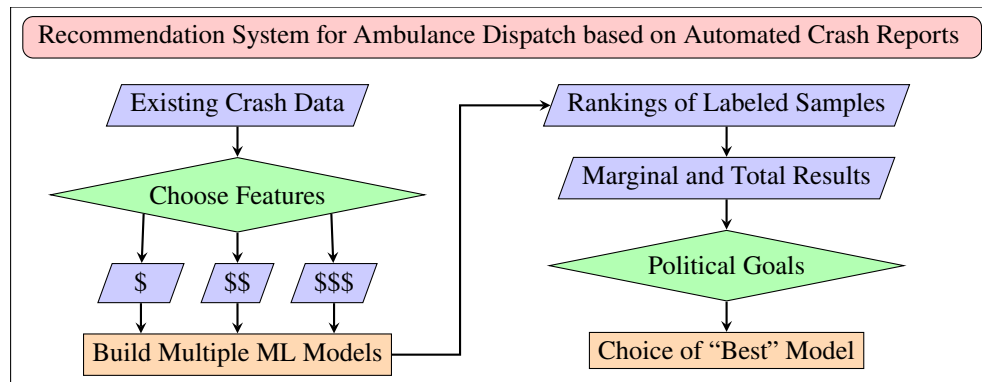 Recommendation System for Ambulance Dispatch based on Automated Crash Reports
Existing Crash Data
Choose Features
$ $$ $$$
Build Multiple ML Models
Rankings of Labeled Samples
Marginal and Total Results
Political Goals
Choice of “Best” Model